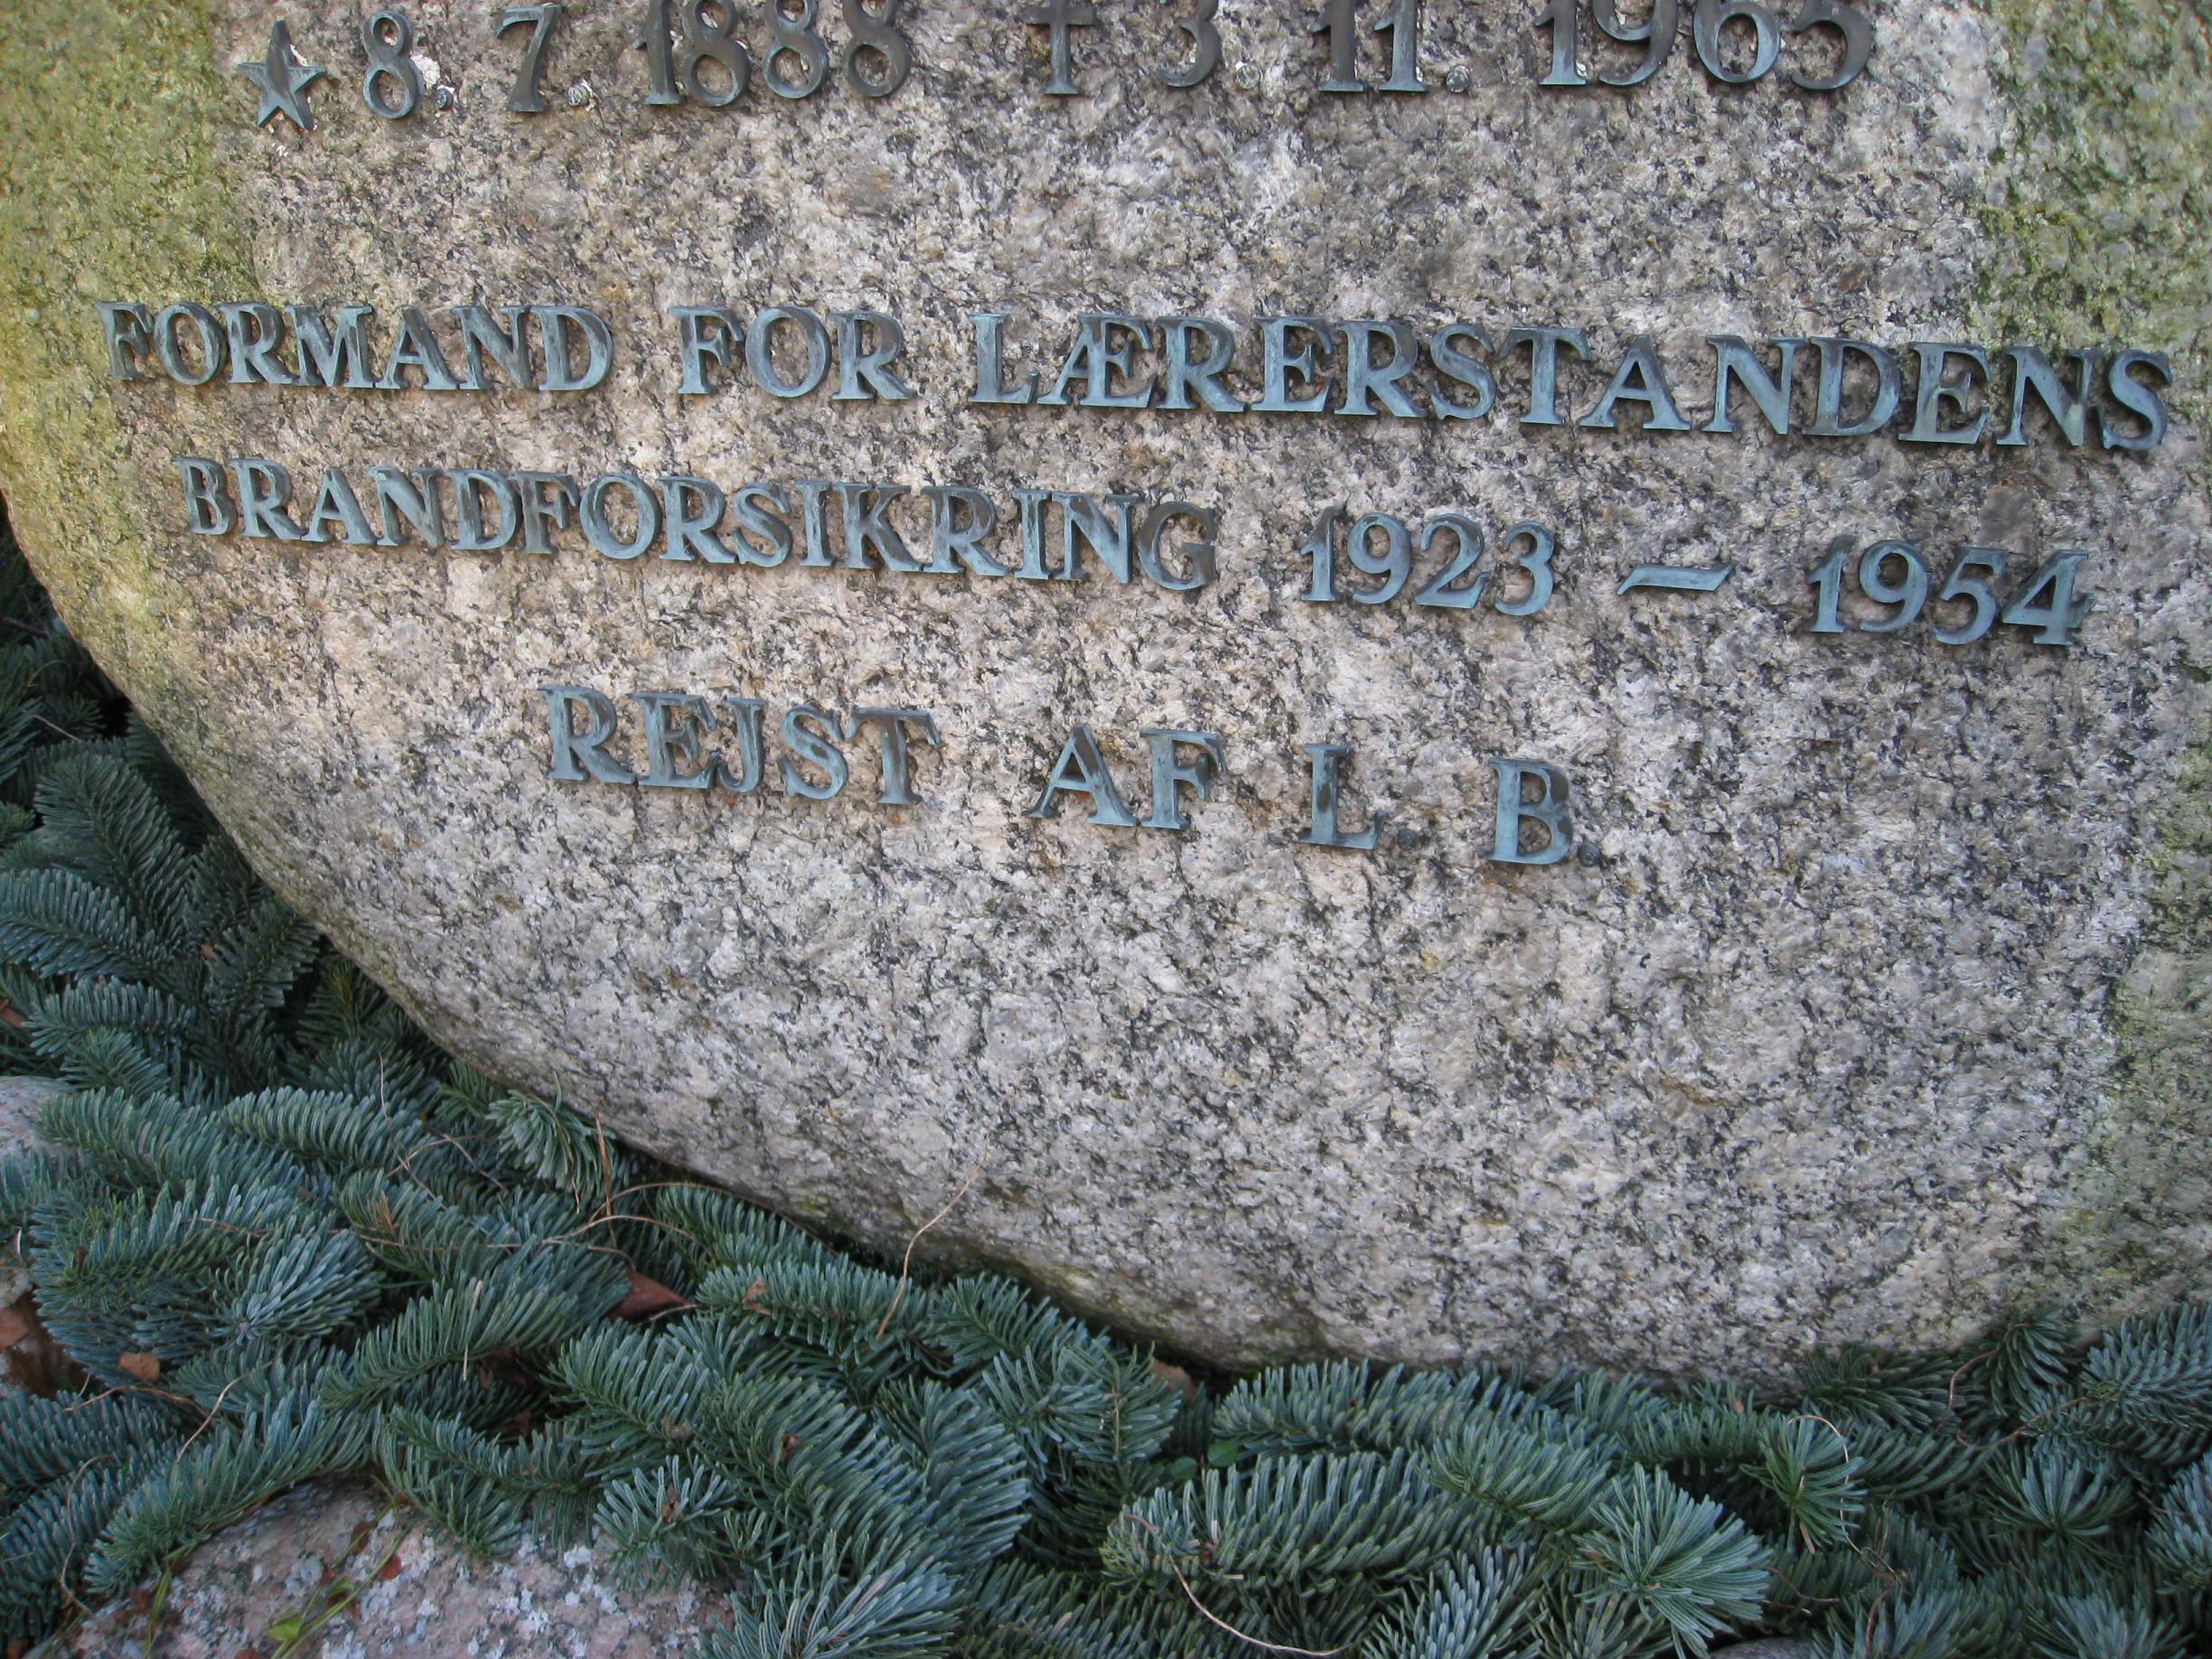 ★ 8. 7. 1888 † 3. 11. 1965
FORMAND FOR LÆRERSTANDENS
BRANDFORSIKRING 1923 — 1954
REJST AF L. B.